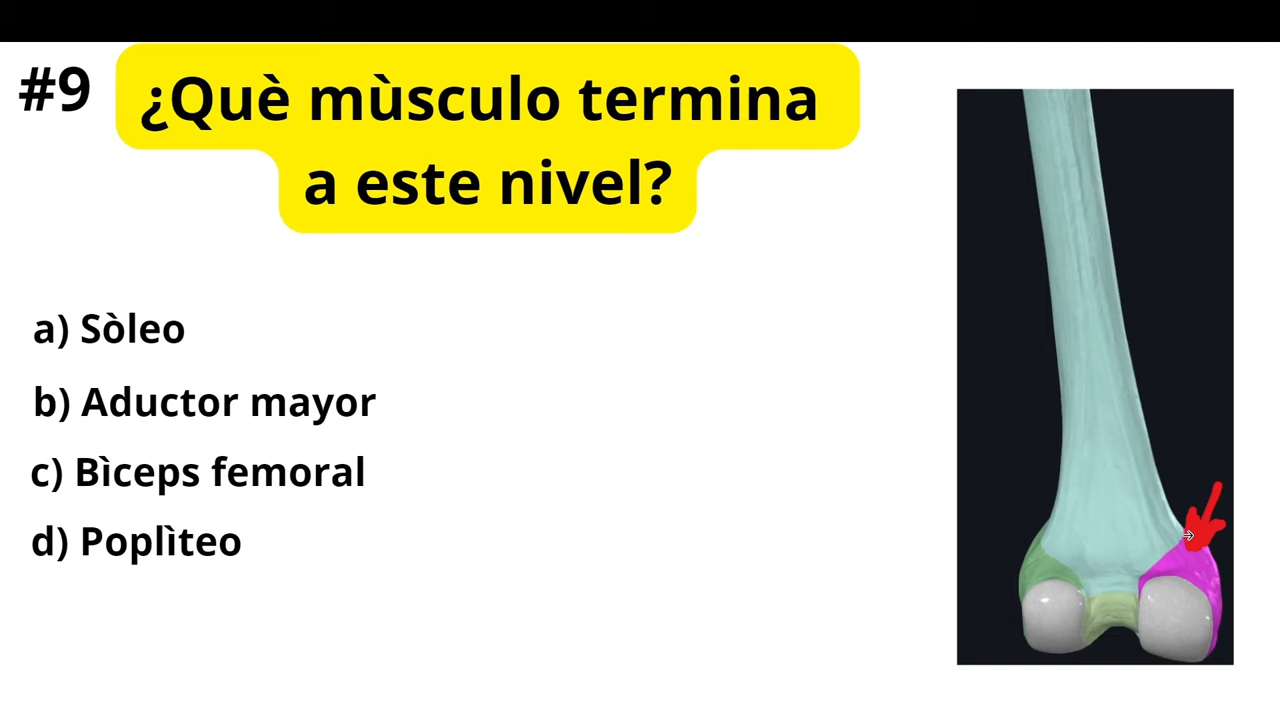 #9
¿Què mùsculo termina
a este nivel?
a) Sòleo
b) Aductor mayor
c) Bìceps femoral
d) Poplìteo